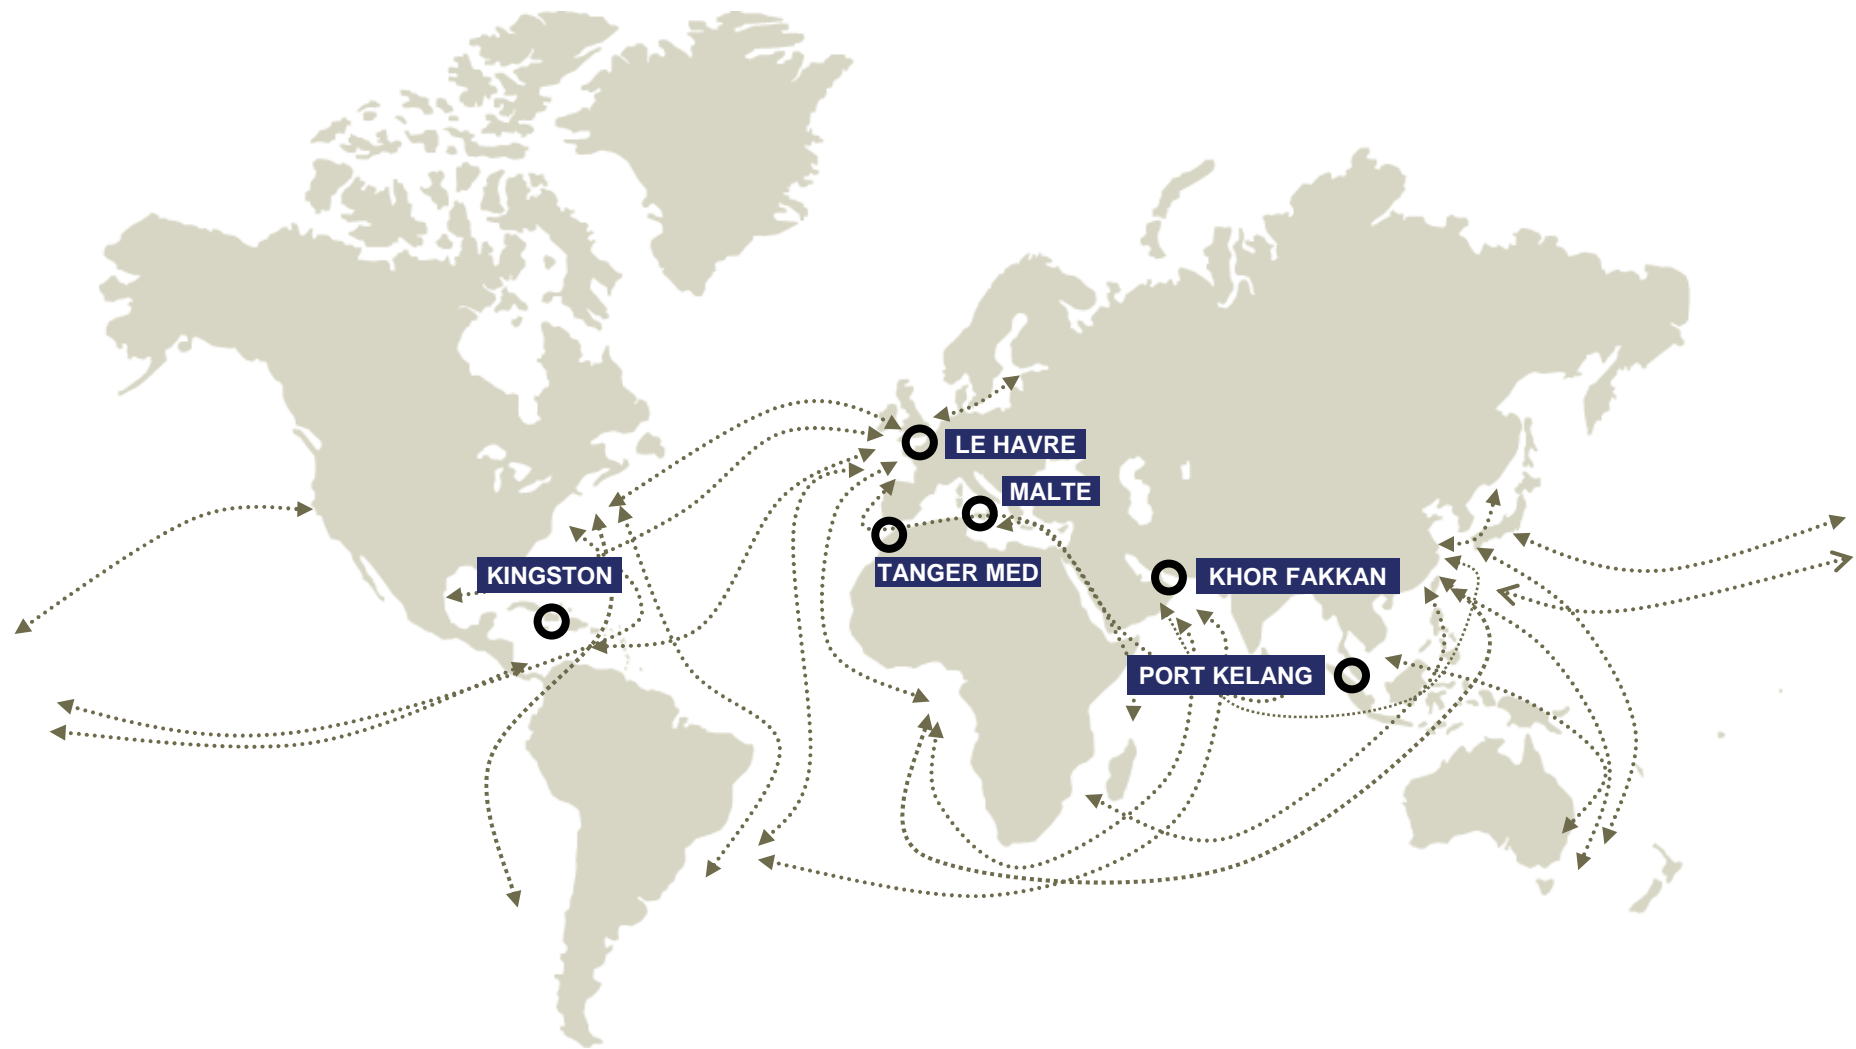 LE HAVRE
MALTE
KINGSTON
TANGER MED
KHOR FAKKAN
PORT KELANG